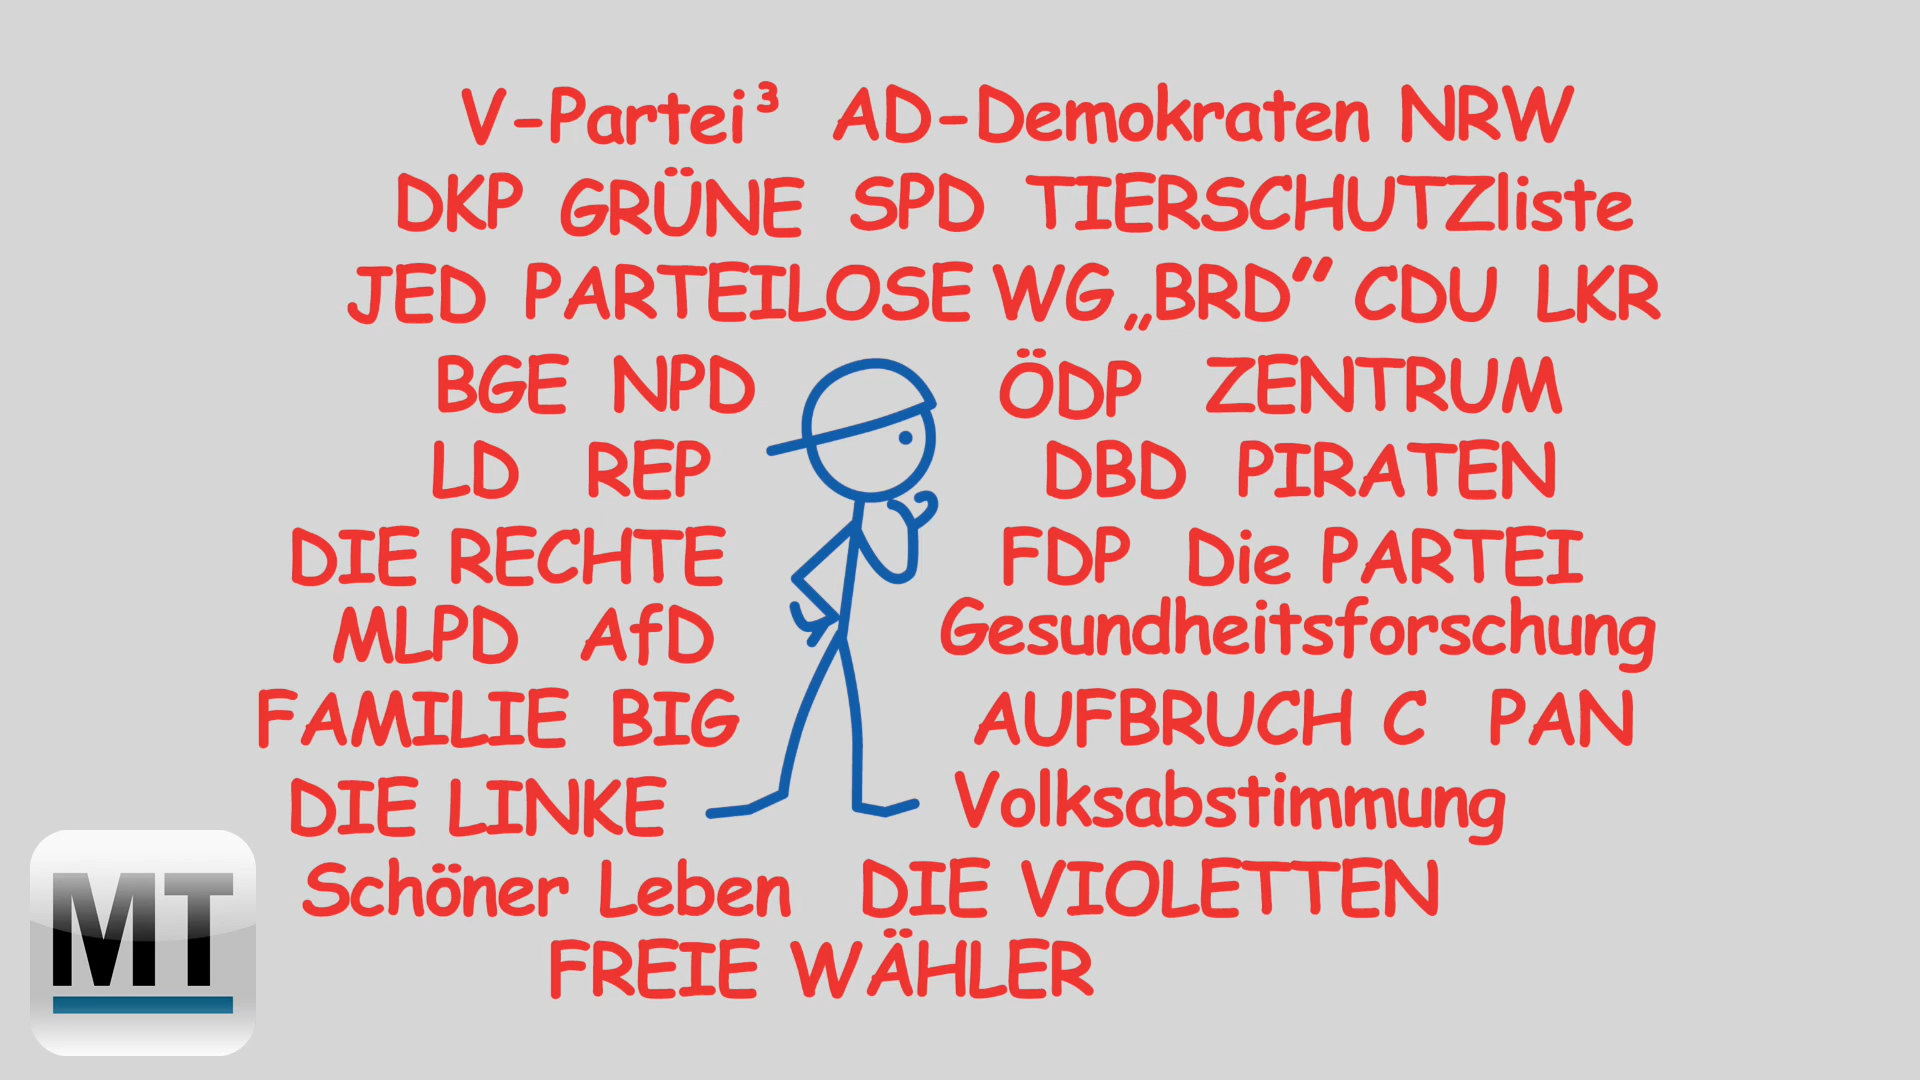 V-Partei³ AD-Demokraten NRW
DKP GRÜNE SPD TIERSCHUTZliste
JED PARTEILOSE WG „BRD” CDU LKR
BGE NPD ÖDP ZENTRUM
LD REP DBD PIRATEN
DIE RECHTE FDP Die PARTEI
MLPD AfD Gesundheitsforschung
FAMILIE BIG AUFBRUCH C PAN
DIE LINKE Volksabstimmung
Schöner Leben DIE VIOLETTEN
FREIE WÄHLER
MT